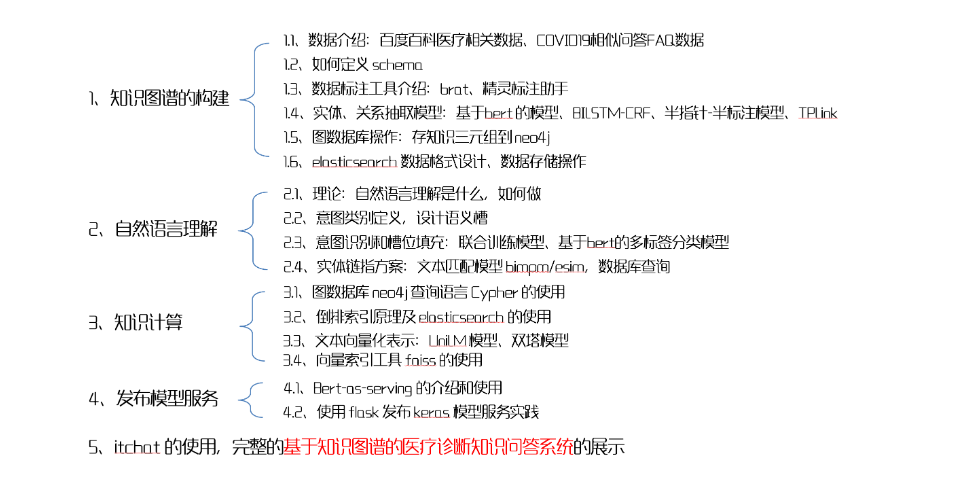 1、知识图谱的构建
1.1、数据介绍：百度百科医疗相关数据、COVID19相似问答FAQ数据
1.2、如何定义 schema
1.3、数据标注工具介绍：brat、精灵标注助手
1.4、实体、关系抽取模型：基于bert 的模型、BILSTM-CRF、半指针-半标注模型、TPLink
1.5、图数据库操作：存知识三元组到 neo4j
1.6、elasticsearch 数据格式设计、数据存储操作
2、自然语言理解
2.1、理论：自然语言理解是什么，如何做
2.2、意图类别定义，设计语义槽
2.3、意图识别和槽位填充：联合训练模型、基于bert的多标签分类模型
2.4、实体链指方案：文本匹配模型 bimpm/esim，数据库查询
3、知识计算
3.1、图数据库 neo4j 查询语言 Cypher 的使用
3.2、倒排索引原理及 elasticsearch 的使用
3.3、文本向量化表示：UniLM 模型、双塔模型
3.4、向量索引工具 faiss 的使用
4、发布模型服务
4.1、Bert-as-serving 的介绍和使用
4.2、使用 flask 发布 keras 模型服务实践
5、itchat 的使用，完整的基于知识图谱的医疗诊断知识问答系统的展示